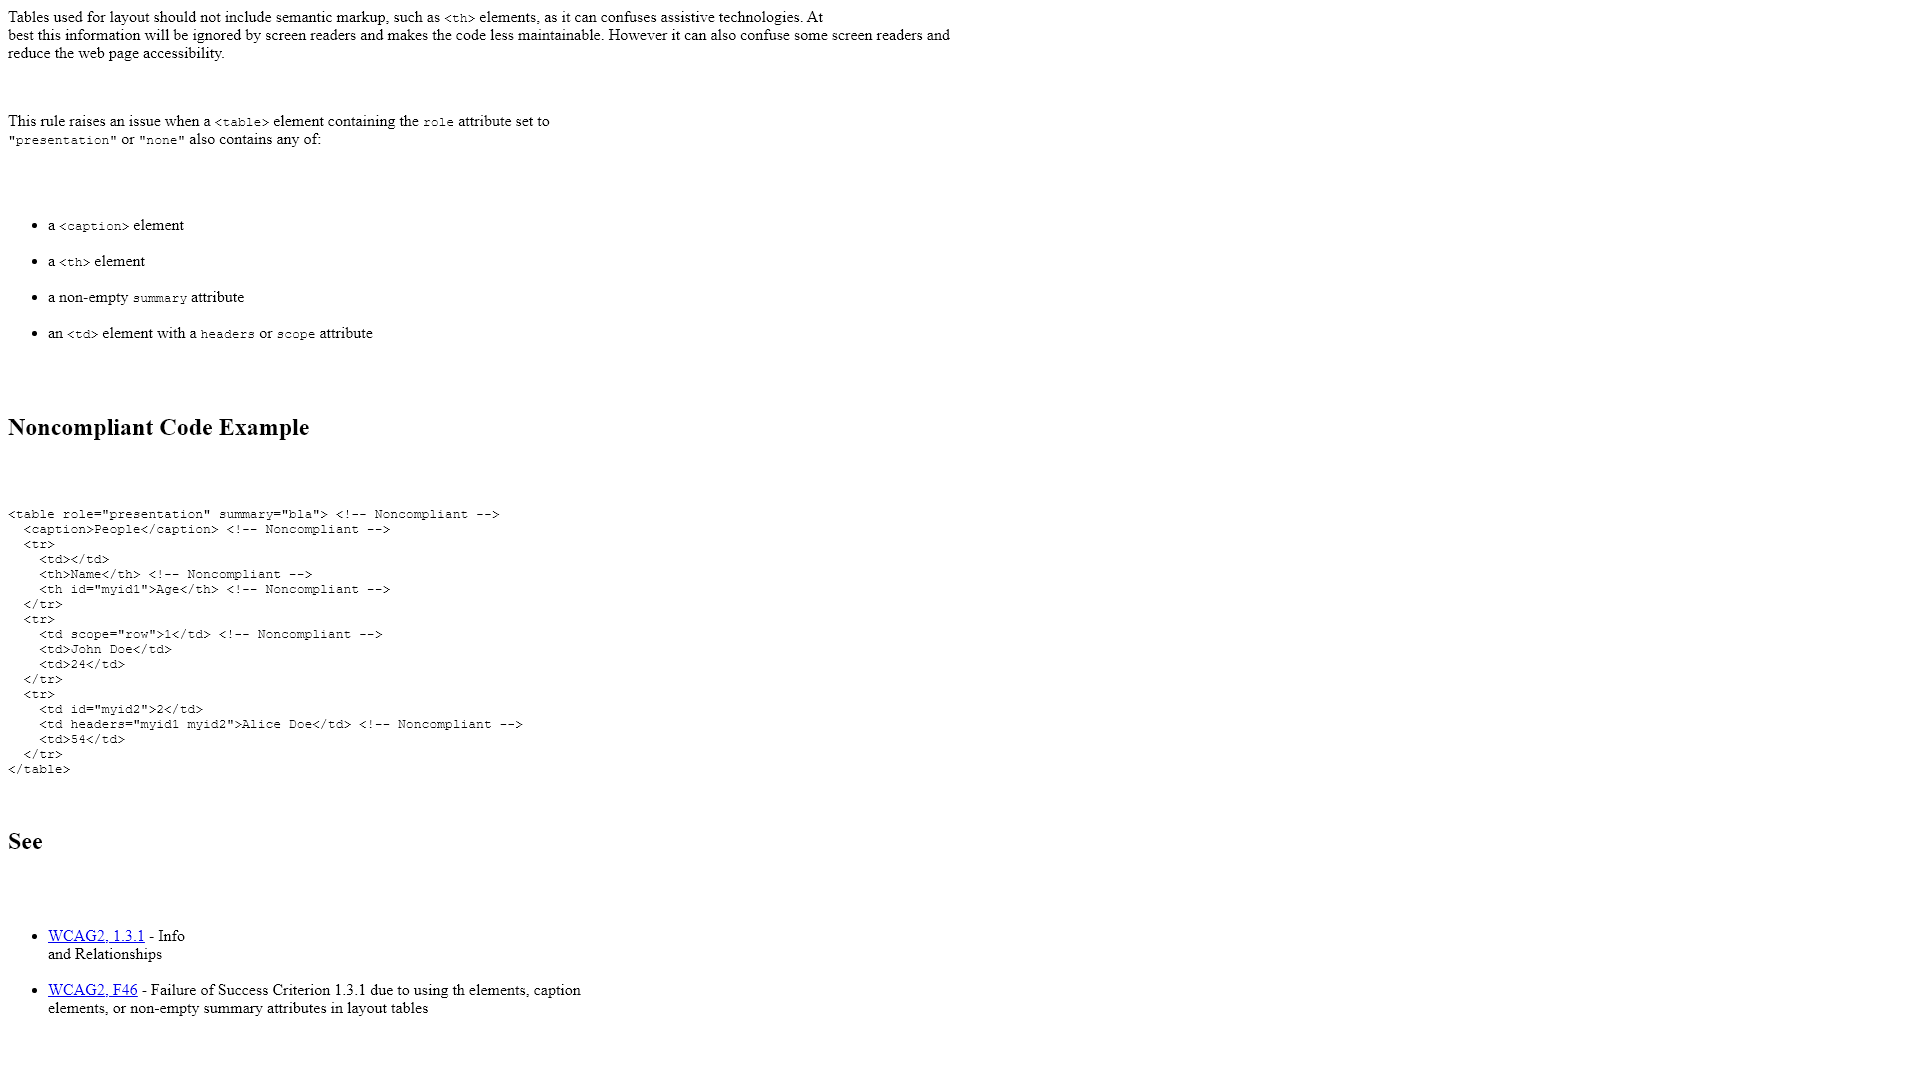 Tables used for layout should not include semantic markup, such as <th> elements, as it can confuses assistive technologies. At
best this information will be ignored by screen readers and makes the code less maintainable. However it can also confuse some screen readers and
reduce the web page accessibility.
This rule raises an issue when a <table> element containing the role attribute set to
"presentation" or "none" also contains any of:
• a <caption> element
• a <th> element
• a non-empty summary attribute
• an <td> element with a headers or scope attribute
Noncompliant Code Example
<table role="presentation" summary="bla"> <!-- Noncompliant -->
  <caption>People</caption> <!-- Noncompliant -->
  <tr>
    <td></td>
    <th>Name</th> <!-- Noncompliant -->
    <th id="myid1">Age</th> <!-- Noncompliant -->
  </tr>
  <tr>
    <td scope="row">1</td> <!-- Noncompliant -->
    <td>John Doe</td>
    <td>24</td>
  </tr>
  <tr>
    <td id="myid2">2</td>
    <td headers="myid1 myid2">Alice Doe</td> <!-- Noncompliant -->
    <td>54</td>
  </tr>
</table>
See
• WCAG2, 1.3.1 - Info
and Relationships
• WCAG2, F46 - Failure of Success Criterion 1.3.1 due to using th elements, caption
elements, or non-empty summary attributes in layout tables